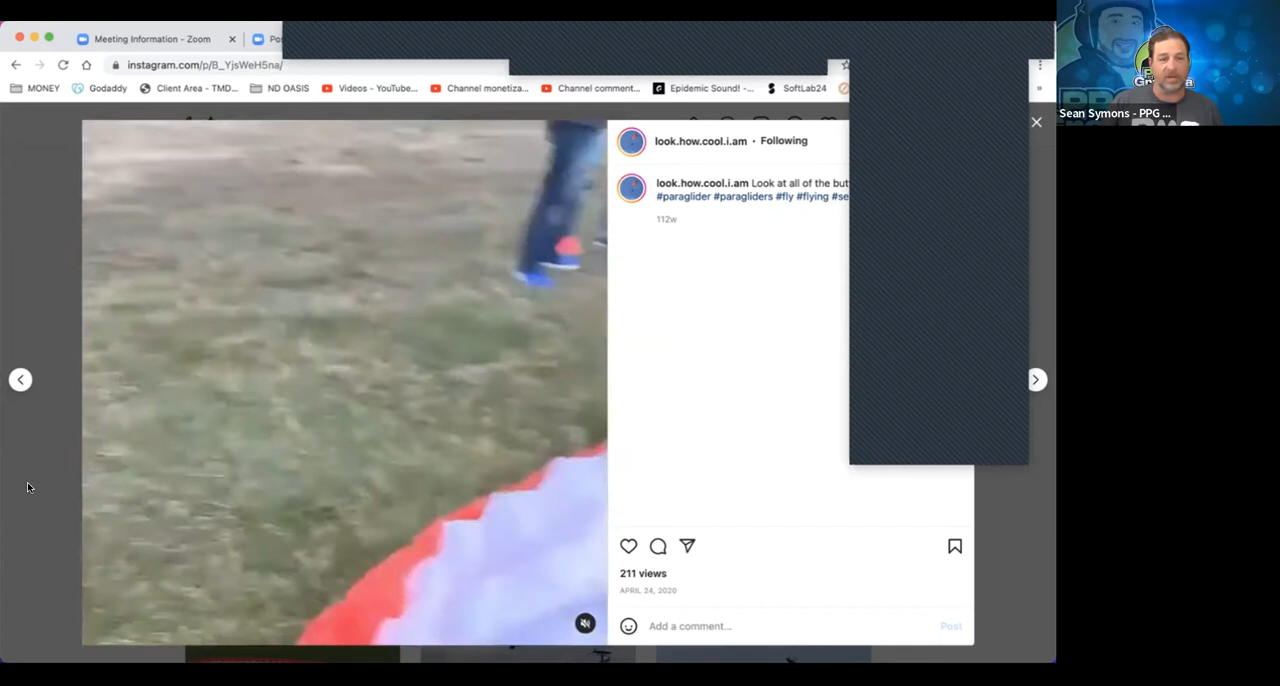 Meeting Information - Zoom
instagram.com/p/B_YjsWeH5na/
MONEY Godaddy Client Area - TMD... ND OASIS Videos - YouTube... Channel monetiza... Channel comment... Epidemic Sound! -... SoftLab24
Sean Symons - PPG ...
look.how.cool.i.am • Following
look.how.cool.i.am Look at all of the
#paraglider #paragliders #fly #flying
112w
211 views
APRIL 24, 2020
Add a comment... Post